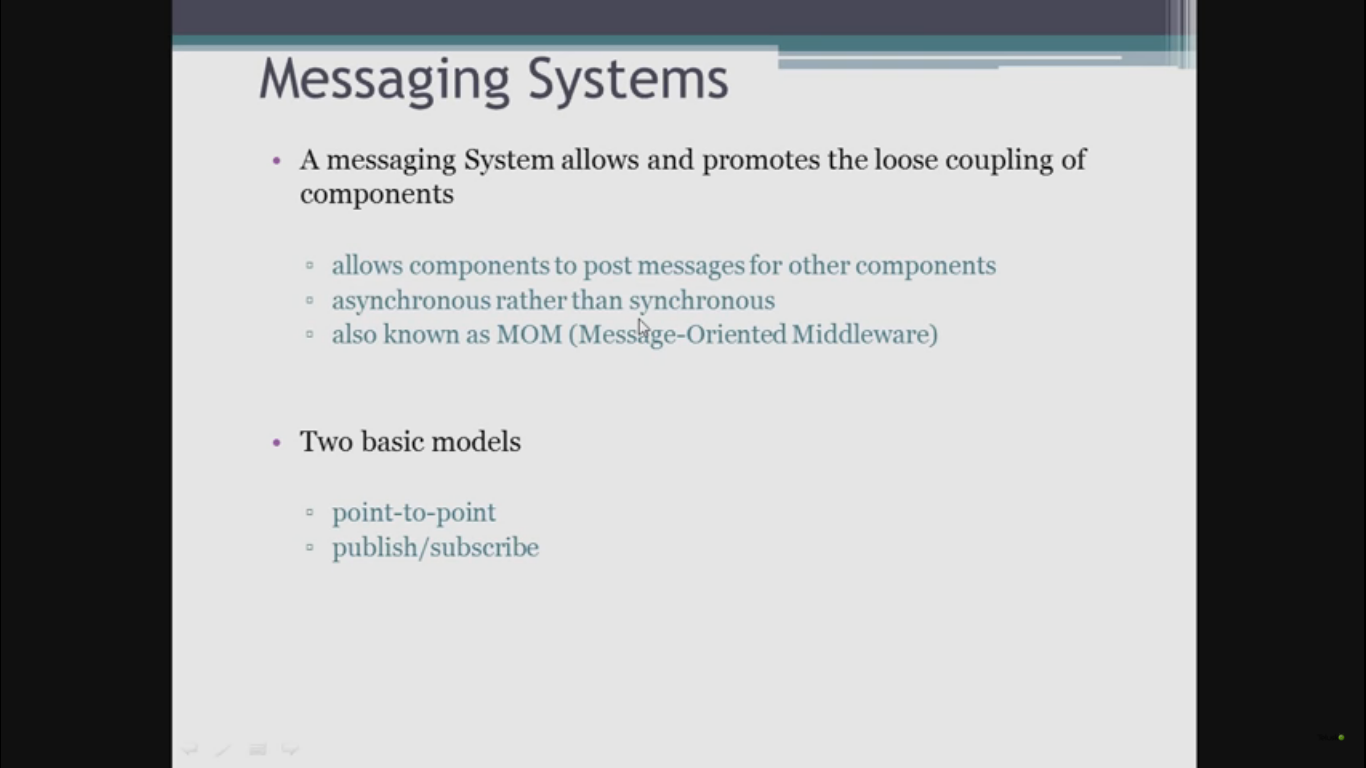 Messaging Systems
• A messaging System allows and promotes the loose coupling of
components
▫ allows components to post messages for other components
▫ asynchronous rather than synchronous
▫ also known as MOM (Message-Oriented Middleware)
• Two basic models
▫ point-to-point
▫ publish/subscribe